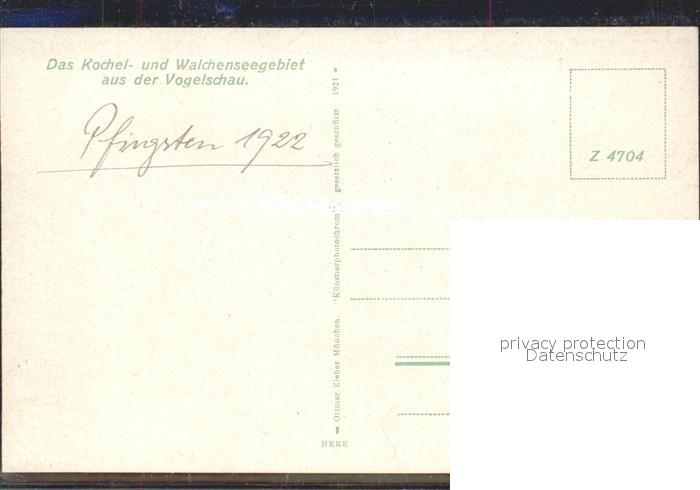 Das Kochel- und Walchenseegebiet
aus der Vogelschau.
Pfingsten 1922
Ottmar Zieher München. "Künstlerphotochrom", gesetzlich geschützt 1921
Z 4704
privacy protection
Datenschutz
BEKE